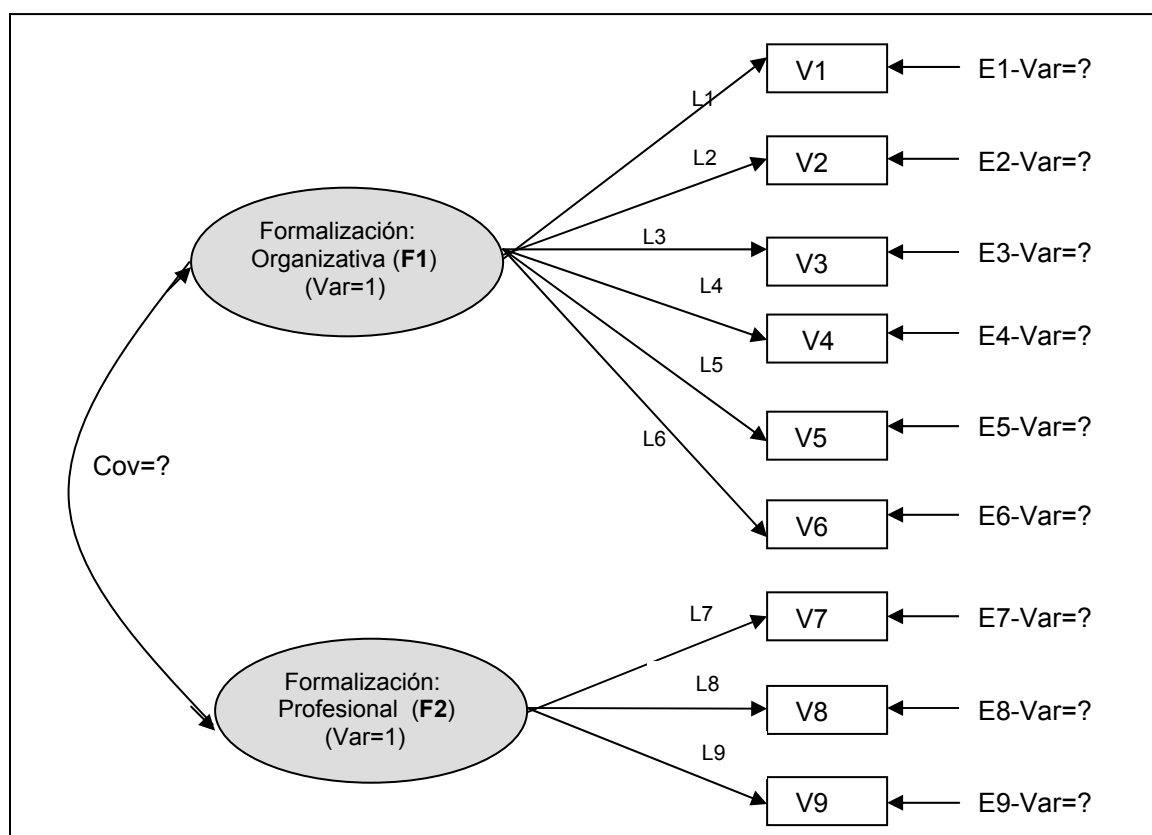 V1
E1-Var=?
L1
L2
V2
E2-Var=?
Formalización:
Organizativa (F1)
(Var=1)
L3
V3
E3-Var=?
L4
V4
E4-Var=?
L5
V5
E5-Var=?
L6
Cov=?
V6
E6-Var=?
L7
V7
E7-Var=?
Formalización:
Profesional (F2)
(Var=1)
L8
V8
E8-Var=?
L9
V9
E9-Var=?